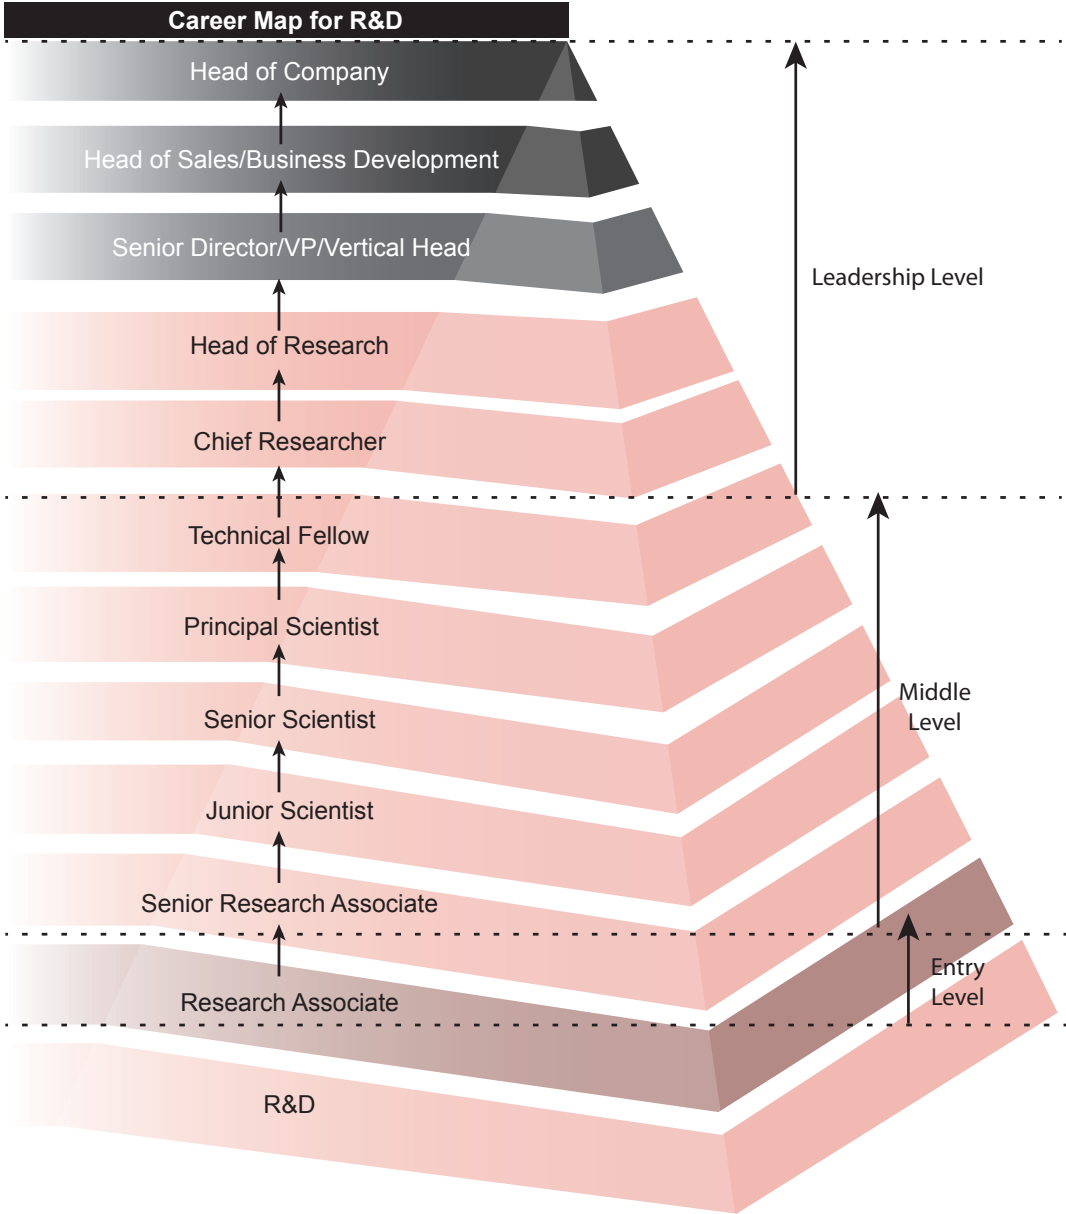 Career Map for R&D
Head of Company
Head of Sales/Business Development
Senior Director/VP/Vertical Head
Leadership Level
Head of Research
Chief Researcher
Technical Fellow
Principal Scientist
Middle
Level
Senior Scientist
Junior Scientist
Senior Research Associate
Entry
Level
Research Associate
R&D